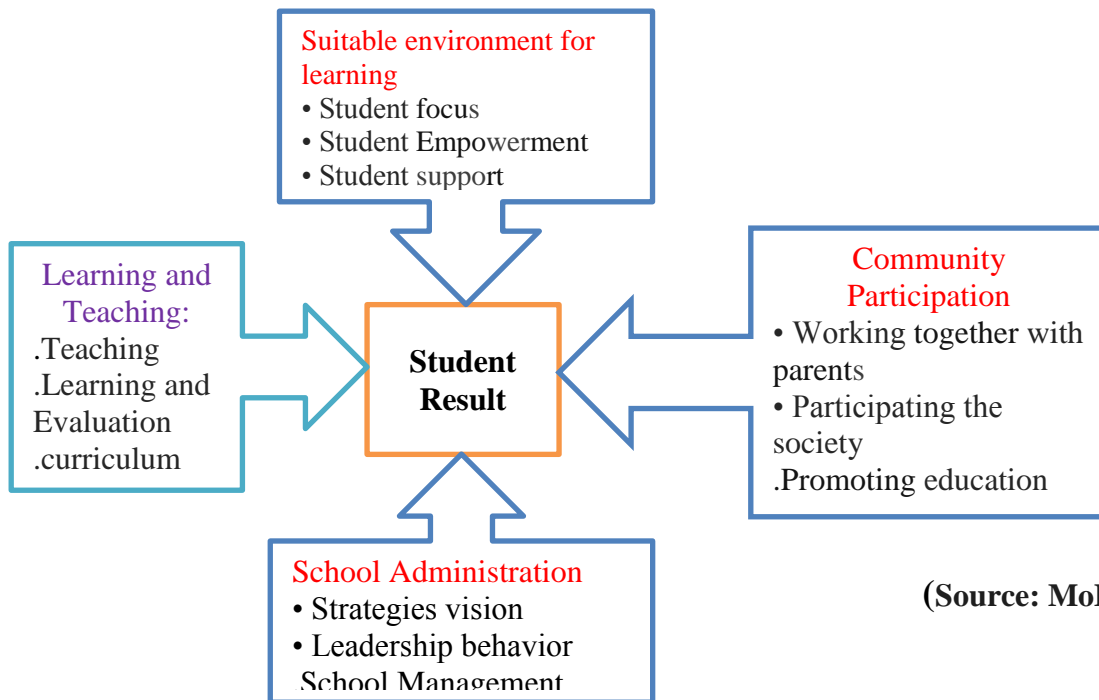 Suitable environment for
learning
• Student focus
• Student Empowerment
• Student support
Learning and
Teaching:
.Teaching
.Learning and
Evaluation
.curriculum
Student
Result
Community
Participation
• Working together with
parents
• Participating the
society
.Promoting education
School Administration
• Strategies vision
• Leadership behavior
School Management
(Source: